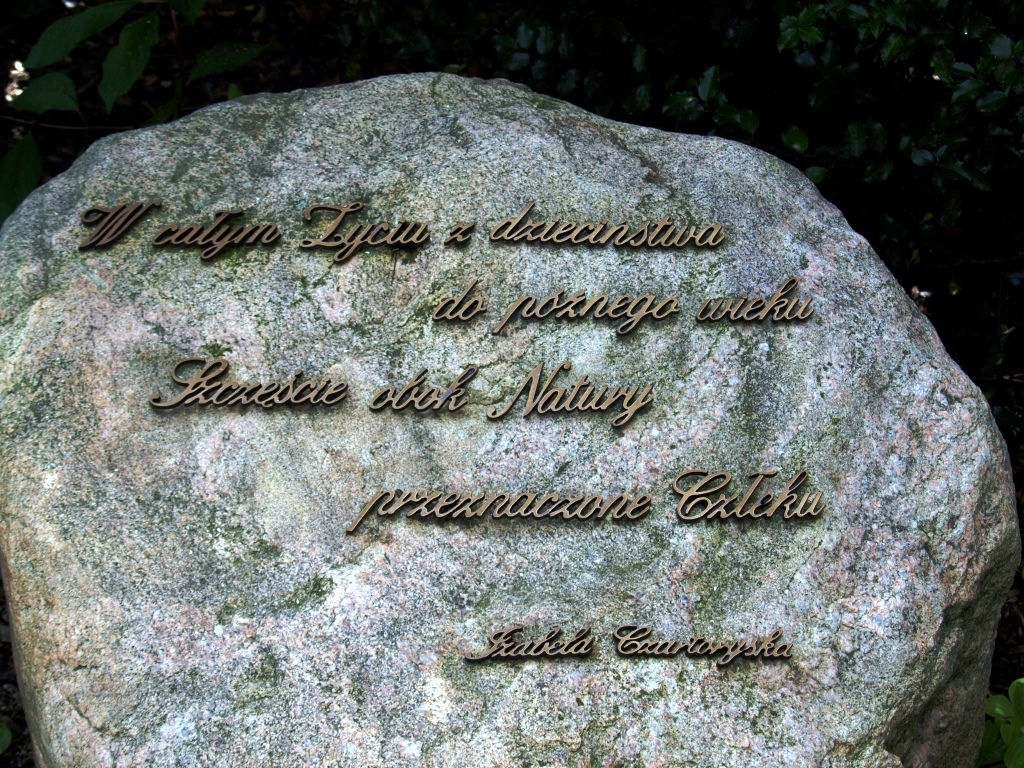 W całym Życiu z dzieciństwa
do późnego wieku
Szczęście obok Natury
przeznaczone Człeku
Izabela Czartoryska